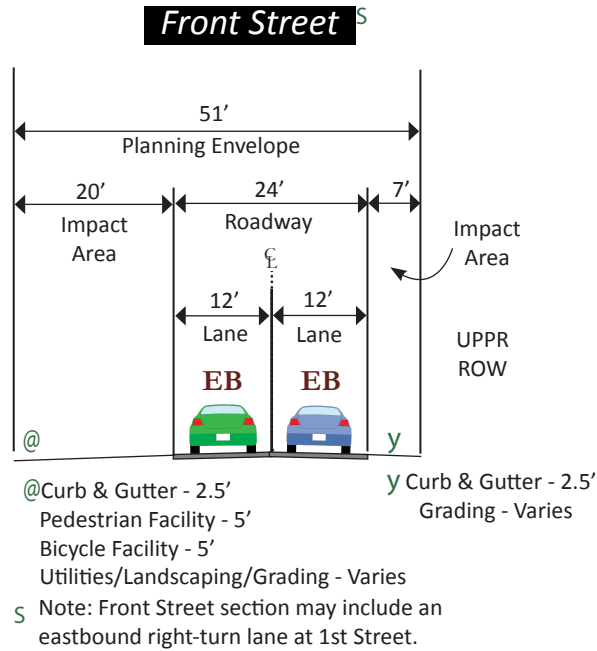 Front Street S
51'
Planning Envelope
20'
Impact
Area
24'
Roadway
7'
Impact
Area
CL
12'
Lane
12'
Lane
UPPR
ROW
EB
EB
@
y
@Curb & Gutter - 2.5'
Pedestrian Facility - 5'
Bicycle Facility - 5'
Utilities/Landscaping/Grading - Varies
y Curb & Gutter - 2.5'
Grading - Varies
S Note: Front Street section may include an
eastbound right-turn lane at 1st Street.